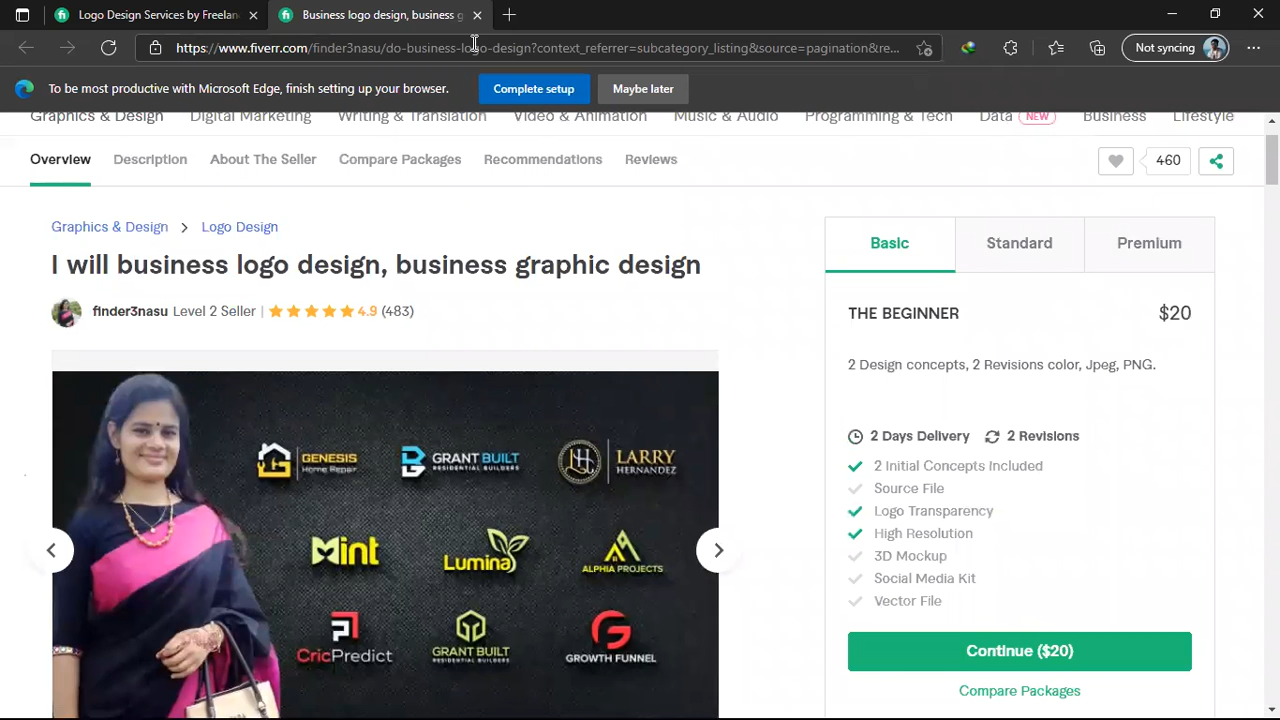 Logo Design Services by Freelan
Business logo design, business g
https://www.fiverr.com/finder3nasu/do-business-logo-design?context_referrer=subcategory_listing&source=pagination&re...
Not syncing
To be most productive with Microsoft Edge, finish setting up your browser.
Complete setup
Maybe later
Graphics & Design
Digital Marketing
Writing & Translation
Video & Animation
Music & Audio
Programming & Tech
Data NEW
Business
Lifestyle
Overview
Description
About The Seller
Compare Packages
Recommendations
Reviews
460
Graphics & Design
Logo Design
I will business logo design, business graphic design
finder3nasu Level 2 Seller 4.9 (483)
GENESIS
Home Repair
GRANT BUILT
RESIDENTIAL BUILDERS
LARRY
HERNANDEZ
Mint
Lumina
ALPHIA PROJECTS
CricPredict
GRANT BUILT
RESIDENTIAL BUILDERS
GROWTH FUNNEL
Basic
Standard
Premium
THE BEGINNER
$20
2 Design concepts, 2 Revisions color, Jpeg, PNG.
2 Days Delivery
2 Revisions
2 Initial Concepts Included
Source File
Logo Transparency
High Resolution
3D Mockup
Social Media Kit
Vector File
Continue ($20)
Compare Packages